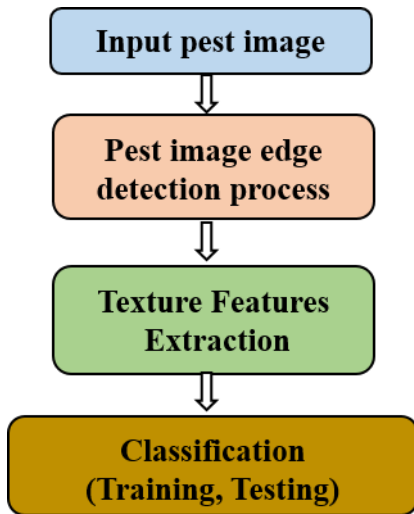 Input pest image
Pest image edge
detection process
Texture Features
Extraction
Classification
(Training, Testing)